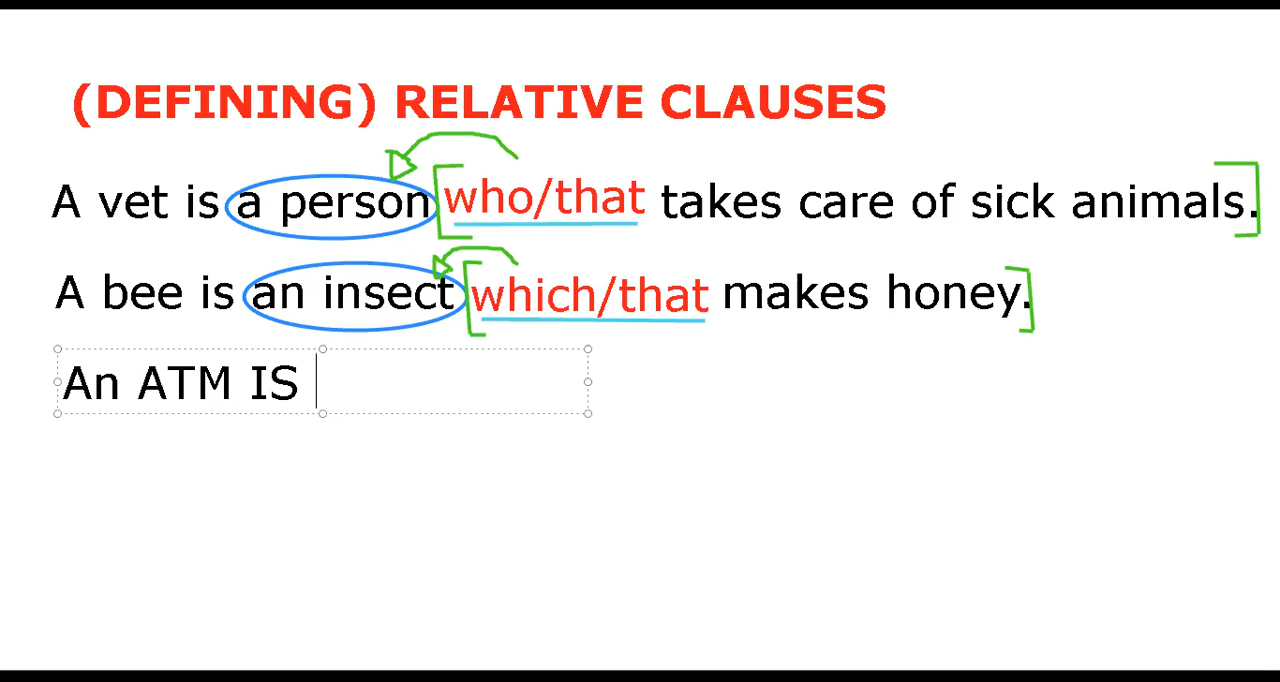 (DEFINING) RELATIVE CLAUSES
A vet is a person who/that takes care of sick animals.
A bee is an insect which/that makes honey.
An ATM IS